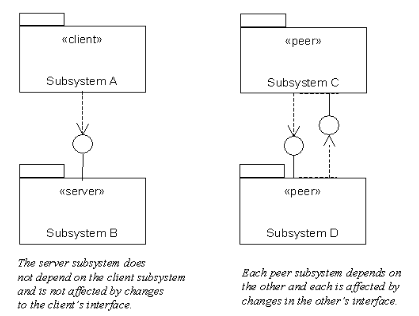 «client»
Subsystem A
«peer»
Subsystem C
«server»
Subsystem B
«peer»
Subsystem D
The server subsystem does
not depend on the client subsystem
and is not affected by changes
to the client's interface.
Each peer subsystem depends on
the other and each is affected by
changes in the other's interface.